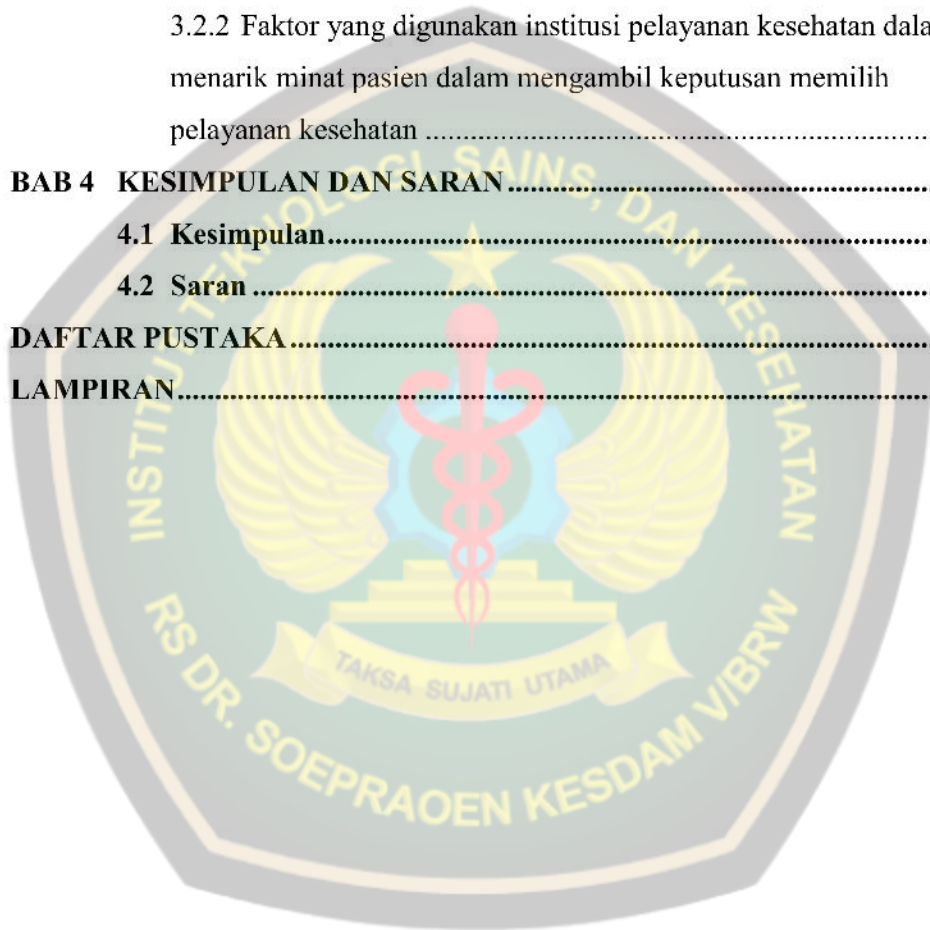 3.2.2 Faktor yang digunakan institusi pelayanan kesehatan dala
menarik minat pasien dalam mengambil keputusan memilih
pelayanan kesehatan ........................................................................
BAB 4 KESIMPULAN DAN SARAN............................................................
4.1 Kesimpulan.......................................................................................
4.2 Saran ...............................................................................................
DAFTAR PUSTAKA..............................................................................
LAMPIRAN...........................................................................................
INSTITUT TEKNOLOGI, SAINS, DAN KESEHATAN
TAKSA SUJATI UTAMA
RS DR. SOEPRAOEN KESDAM V/BRW